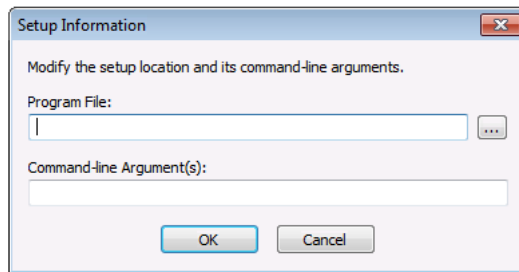 Setup Information
Modify the setup location and its command-line arguments.
Program File:
...
Command-line Argument(s):
OK Cancel